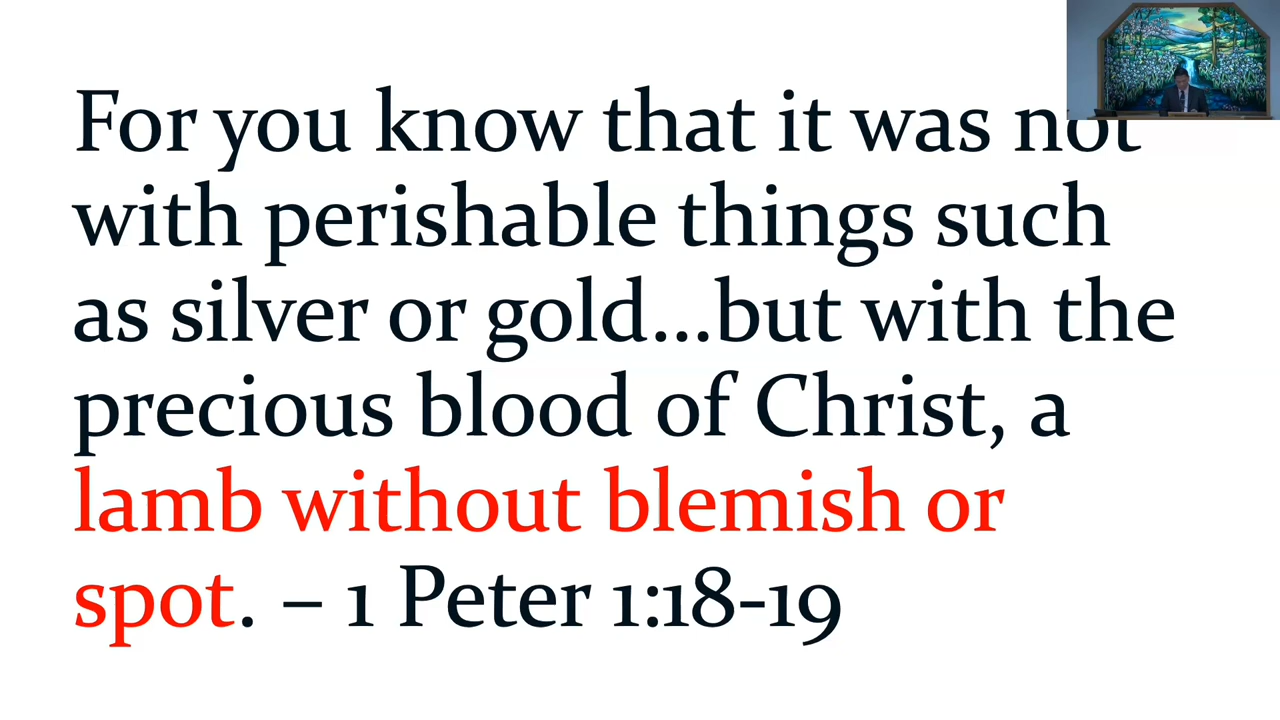 For you know that it was not
with perishable things such
as silver or gold...but with the
precious blood of Christ, a
lamb without blemish or
spot. – 1 Peter 1:18-19